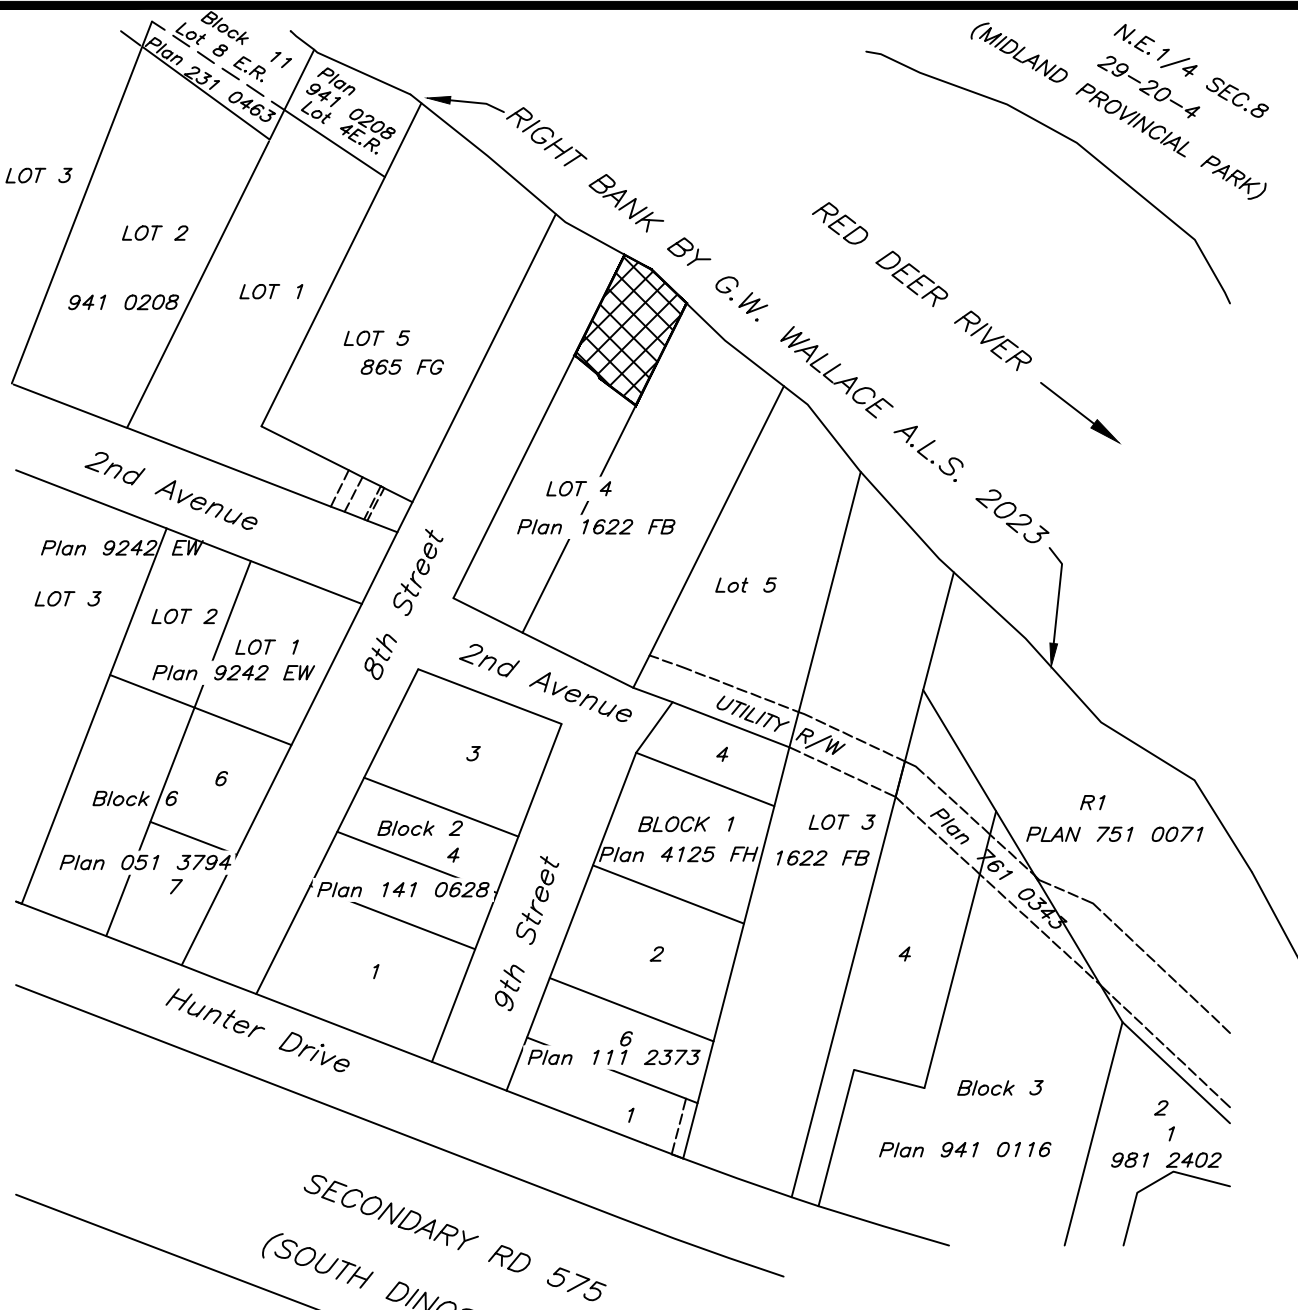 Block 11
Lot 8 E.R.
Plan 231 0463
Plan
941 0208
Lot 4E.R.
N.E.1/4 SEC.8
29-20-4
(MIDLAND PROVINCIAL PARK)
RIGHT BANK BY G.W. WALLACE A.L.S. 2023
RED DEER RIVER
LOT 3
LOT 2
941 0208
LOT 1
LOT 5
865 FG
LOT 4
Plan 1622 FB
Lot 5
2nd Avenue
8th Street
2nd Avenue
UTILITY R/W
Plan 761 0343
Plan 9242 EW
LOT 3
LOT 2
LOT 1
Plan 9242 EW
6
Block 6
Plan 051 3794
7
3
Block 2
4
Plan 141 0628
1
9th Street
4
BLOCK 1
Plan 4125 FH
2
6
Plan 111 2373
1
LOT 3
1622 FB
4
R1
PLAN 751 0071
Block 3
Plan 941 0116
2
1
981 2402
Hunter Drive
SECONDARY RD 575
(SOUTH